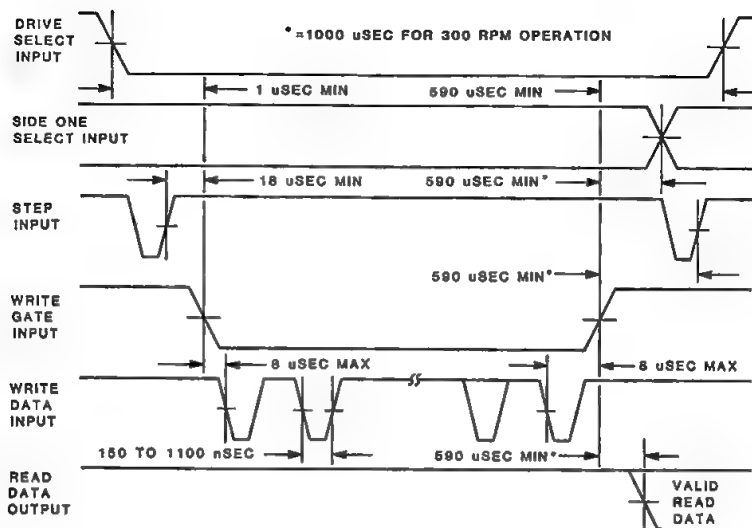 DRIVE
SELECT
INPUT
*=1000 uSEC FOR 300 RPM OPERATION
1 uSEC MIN
590 uSEC MIN
SIDE ONE
SELECT INPUT
18 uSEC MIN
590 uSEC MIN*
STEP
INPUT
590 uSEC MIN*
WRITE
GATE
INPUT
8 uSEC MAX
8 uSEC MAX
WRITE
DATA
INPUT
150 TO 1100 nSEC
590 uSEC MIN*
READ
DATA
OUTPUT
VALID
READ
DATA